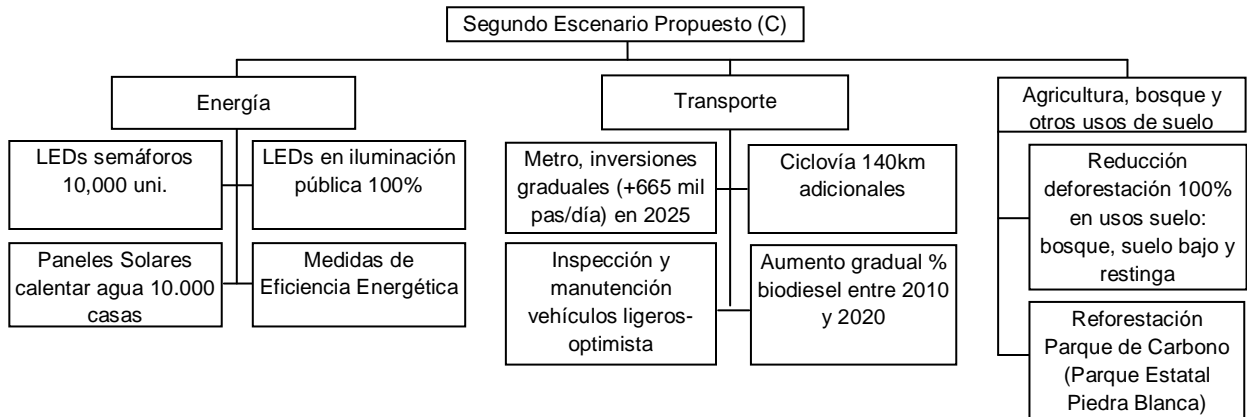 Segundo Escenario Propuesto (C)
Energía
LEDs semáforos
10,000 uni.
LEDs en iluminación
pública 100%
Paneles Solares
calentar agua 10.000
casas
Medidas de
Eficiencia Energética
Transporte
Metro, inversiones
graduales (+665 mil
pas/día) en 2025
Ciclovía 140km
adicionales
Inspección y
manutención
vehículos ligeros-
optimista
Aumento gradual %
biodiesel entre 2010
y 2020
Agricultura, bosque y
otros usos de suelo
Reducción
deforestación 100%
en usos suelo:
bosque, suelo bajo y
restinga
Reforestación
Parque de Carbono
(Parque Estatal
Piedra Blanca)